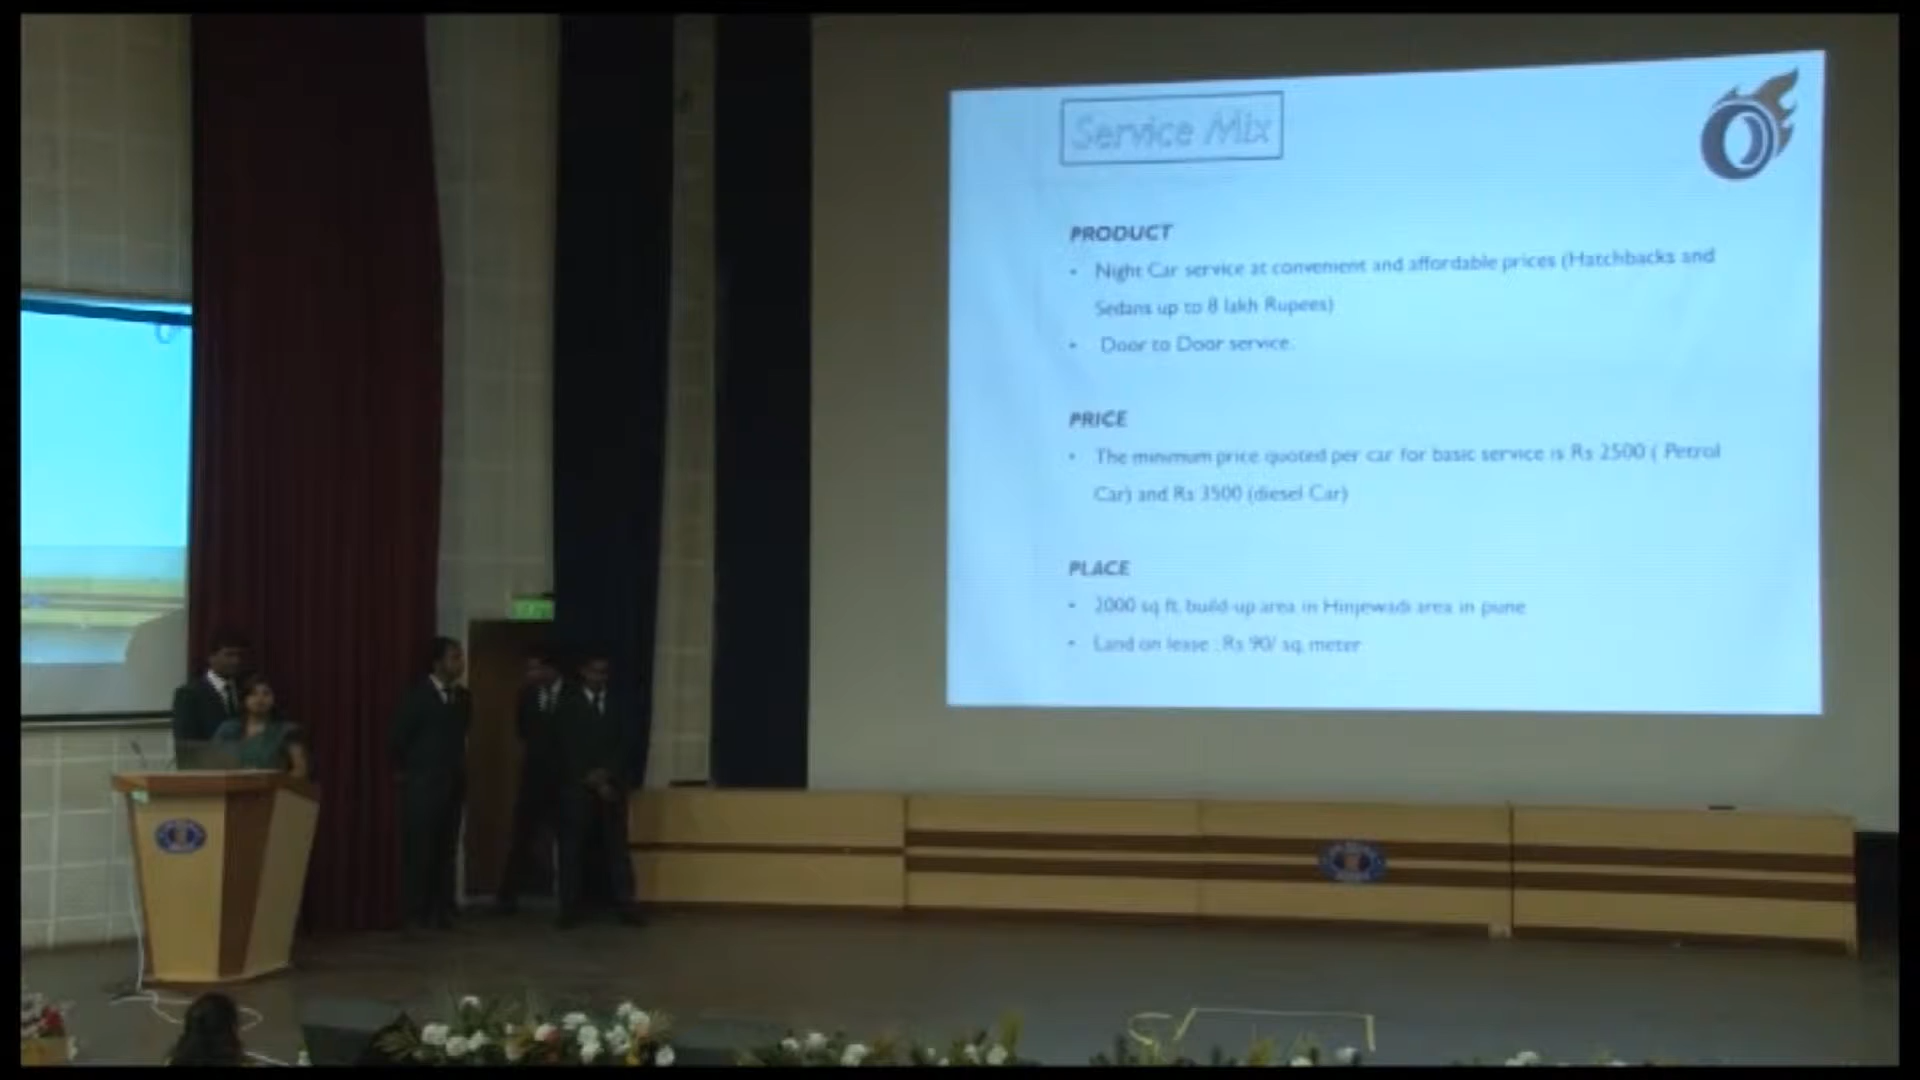 Service Mix
PRODUCT
• Night Car service at convenient and affordable prices (Hatchbacks and
Sedans up to 8 lakh Rupees)
• Door to Door service.
PRICE
• The minimum price quoted per car for basic service is Rs 2500 ( Petrol
Car) and Rs 3500 (diesel Car)
PLACE
• 2000 sq ft. build-up area in Hinjewadi area in pune
• Land on lease : Rs 90/ sq. meter